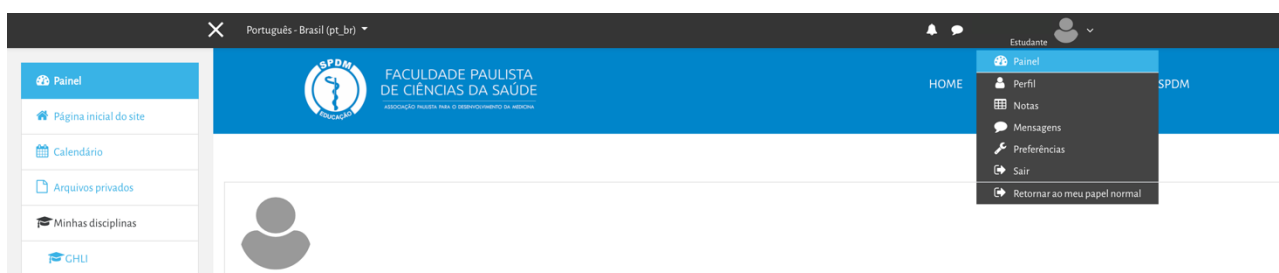 Português - Brasil (pt_br)
Estudante
Painel
Perfil
Notas
Mensagens
Preferências
Sair
Retornar ao meu papel normal
Painel
Página inicial do site
Calendário
Arquivos privados
Minhas disciplinas
GHLI
SPDM
EDUCAÇÃO
FACULDADE PAULISTA
DE CIÊNCIAS DA SAÚDE
ASSOCIAÇÃO PAULISTA PARA O DESENVOLVIMENTO DA MEDICINA
HOME
SPDM